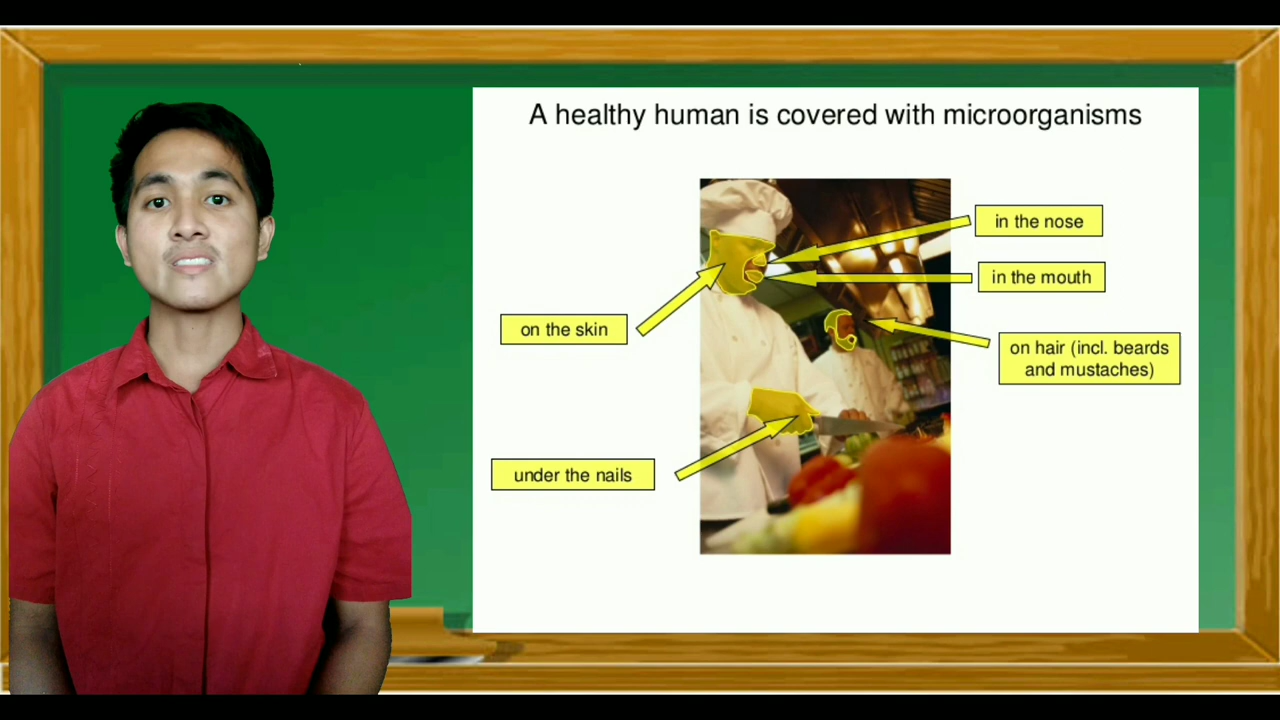 A healthy human is covered with microorganisms
in the nose
in the mouth
on the skin
on hair (incl. beards
and mustaches)
under the nails